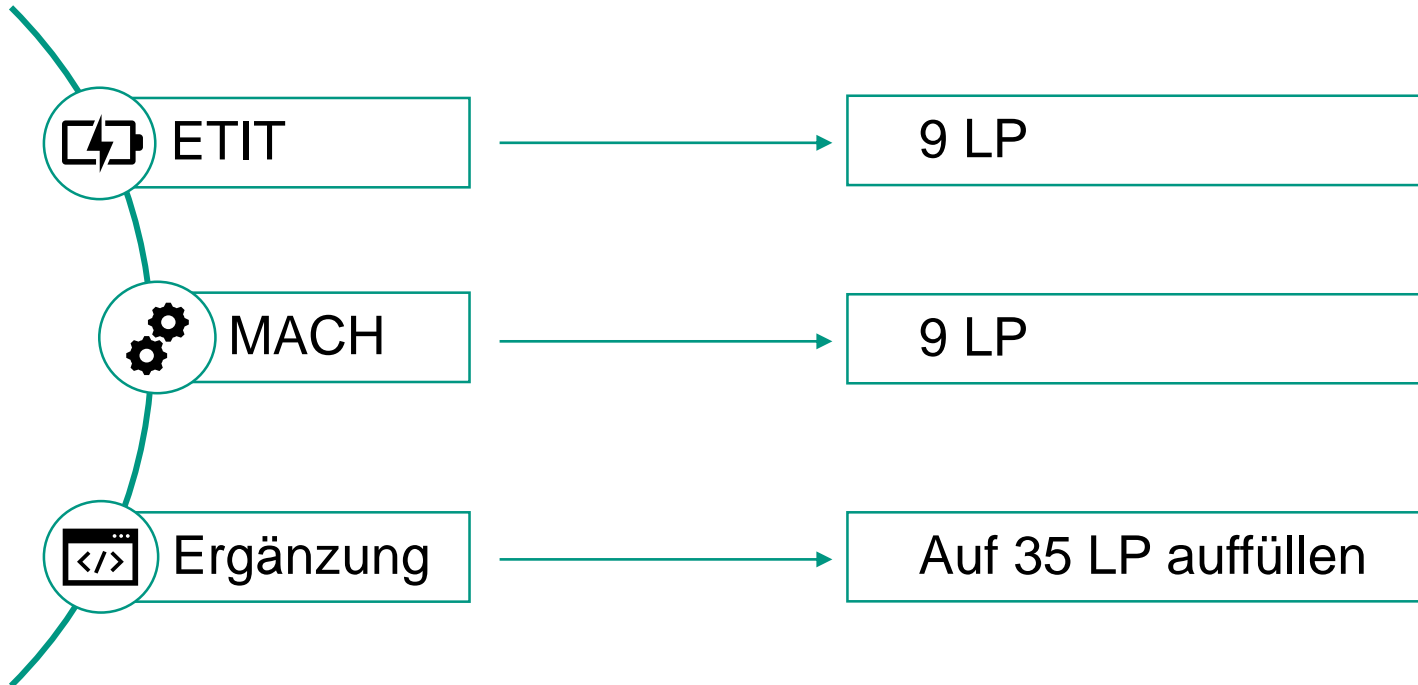 ETIT
9 LP
MACH
9 LP
</>
Ergänzung
Auf 35 LP auffüllen